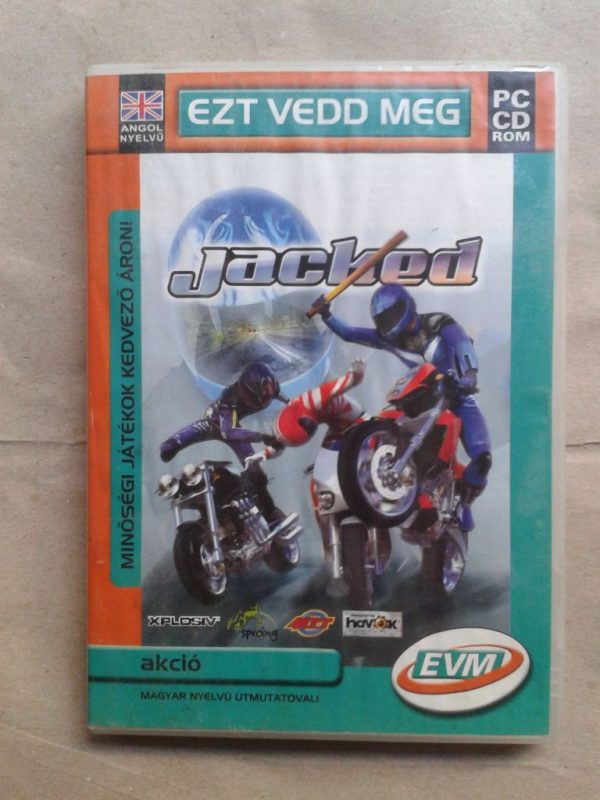 ANGOL
NYELVŰ
EZT VEDD MEG
PC
CD
ROM
MINŐSÉGI JÁTÉKOK KEDVEZŐ ÁRON!
Jacked
XPLOSIV
sproing
havok
akció
MAGYAR NYELVŰ ÚTMUTATÓVAL!
EVM